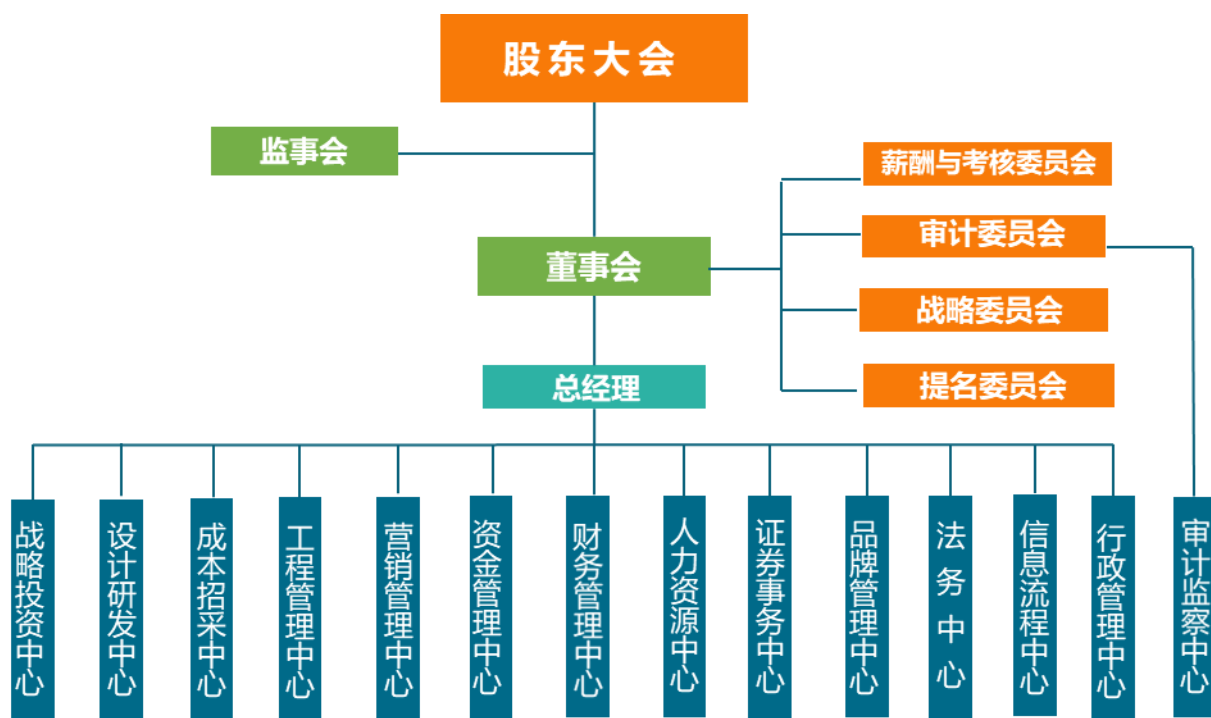 股东大会
监事会
薪酬与考核委员会
审计委员会
董事会
战略委员会
总经理
提名委员会
战略投资中心
设计研发中心
成本招采中心
工程管理中心
营销管理中心
资金管理中心
财务管理中心
人力资源中心
证券事务中心
品牌管理中心
法务中心
信息流程中心
行政管理中心
审计监察中心